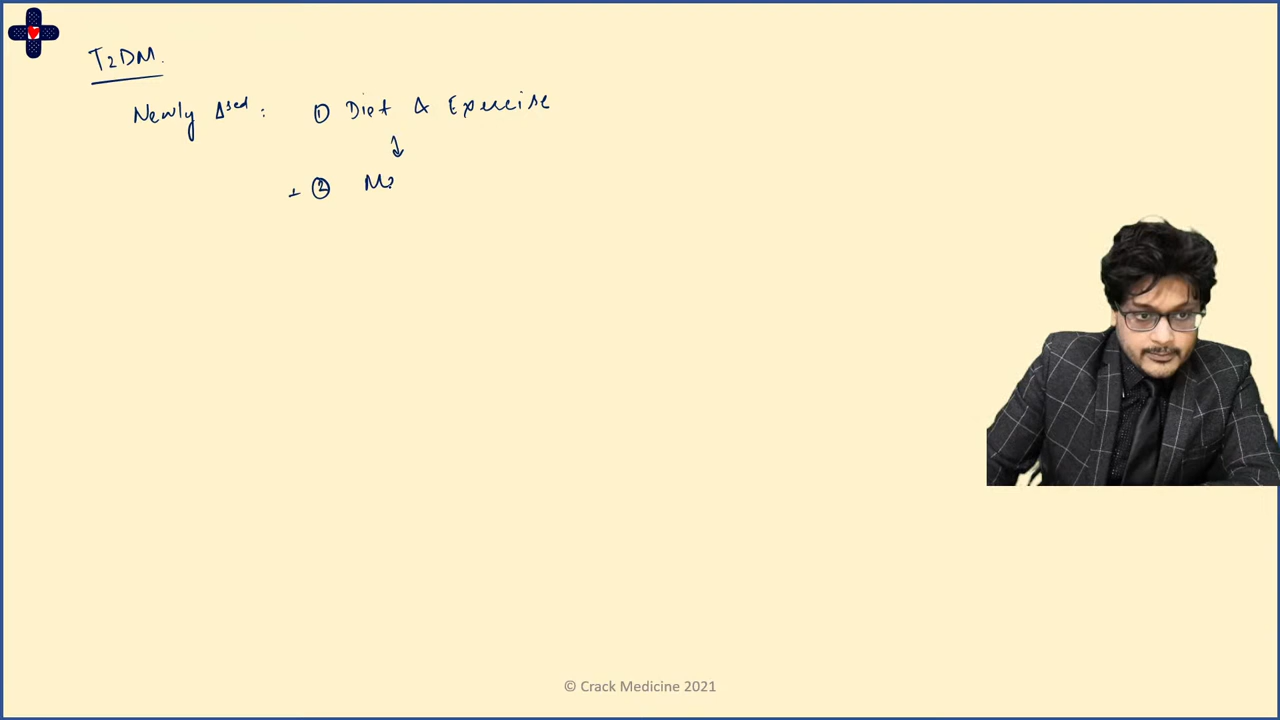 T2DM.
Newly Δsed : ① Diet & Exercise
↓
+ ② Me
© Crack Medicine 2021